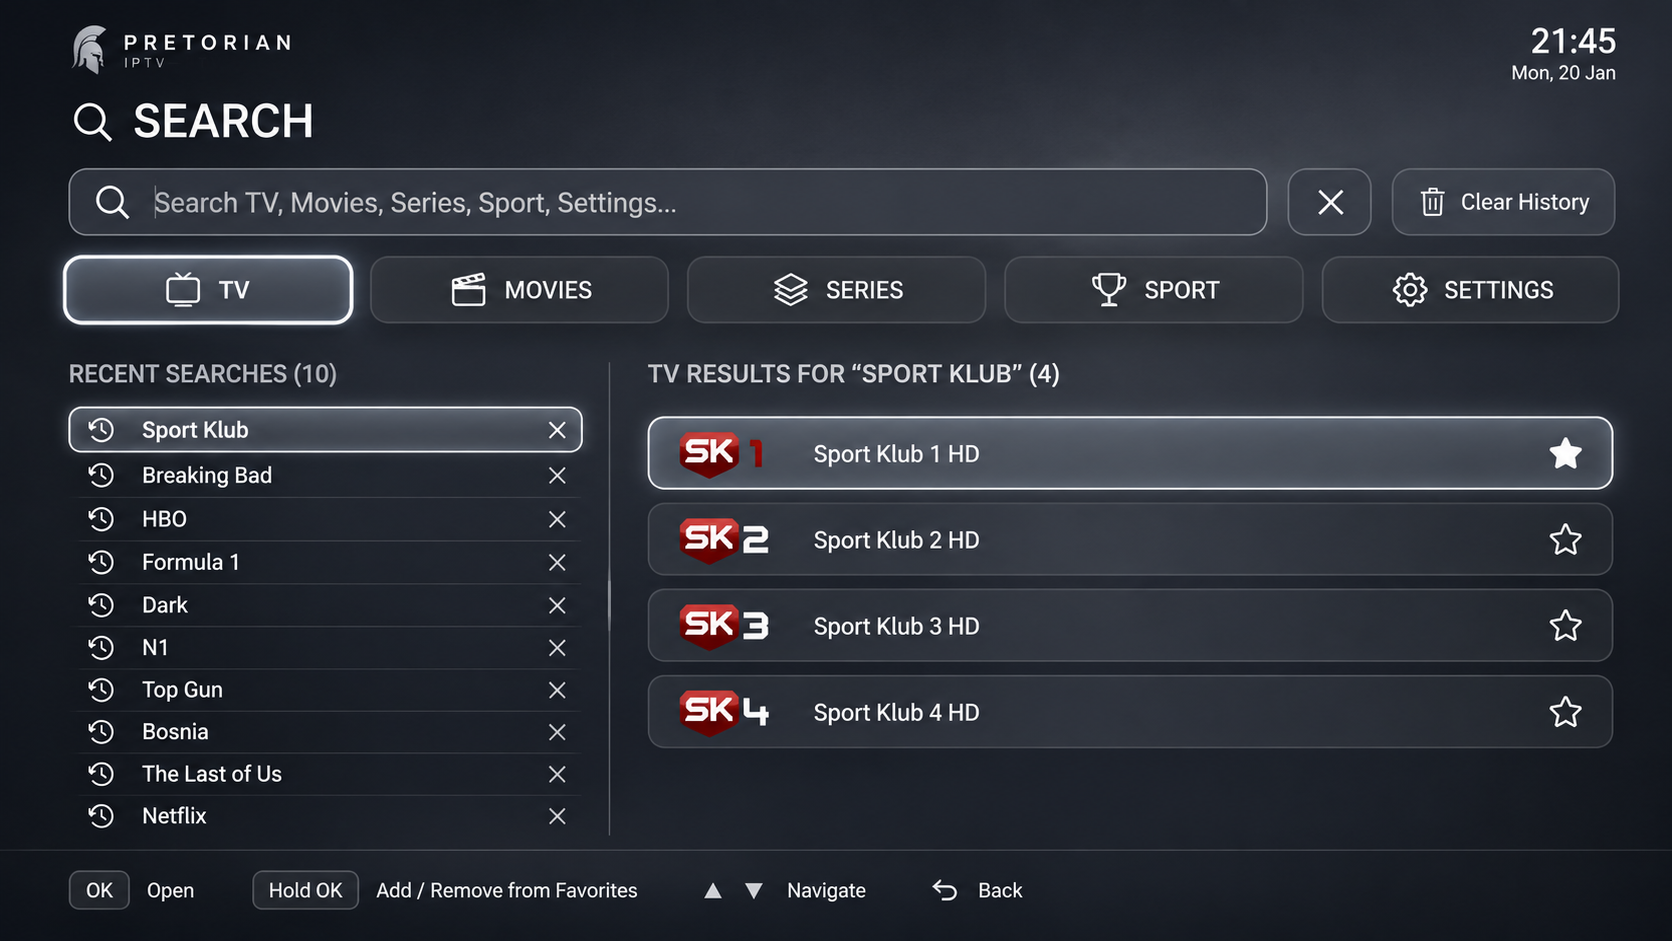 PRETORIAN
IPTV
21:45
Mon, 20 Jan
SEARCH
Search TV, Movies, Series, Sport, Settings...
Clear History
TV
MOVIES
SERIES
SPORT
SETTINGS
RECENT SEARCHES (10)
Sport Klub
Breaking Bad
HBO
Formula 1
Dark
N1
Top Gun
Bosnia
The Last of Us
Netflix
TV RESULTS FOR “SPORT KLUB” (4)
SK 1 Sport Klub 1 HD
SK 2 Sport Klub 2 HD
SK 3 Sport Klub 3 HD
SK 4 Sport Klub 4 HD
OK Open Hold OK Add / Remove from Favorites Navigate Back